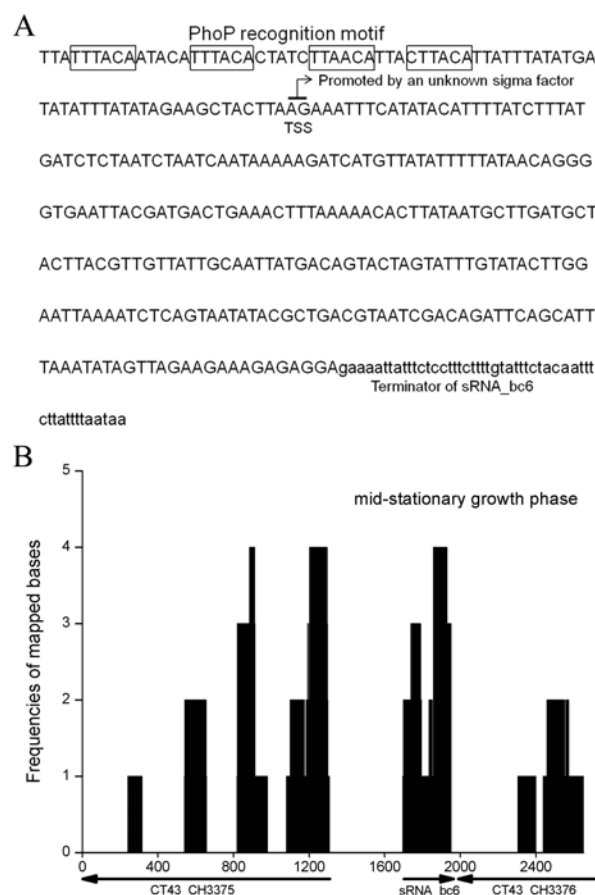 A
PhoP recognition motif
TTATTTACAATACATTTACACTATCTTAACATTACTTACATTATTTATATGA
Promoted by an unknown sigma factor
TATATTTATATAGAAGCTACTTAAGAAATTTCATATACATTTTATCTTTAT
TSS
GATCTCTAATCTAATCAATAAAAAGATCATGTTATATTTTTATAACAGGG
GTGAATTACGATGACTGAAACTTTAAAAACACTTATAATGCTTGATGCT
ACTTACGTTGTTATTGCAATTATGACAGTACTAGTATTTGTATACTTGG
AATTAAAATCTCAGTAATATACGCTGACGTAATCGACAGATTCAGCATT
TAAATATAGTTAGAAGAAAGAGAGGAgaaaattatttctcctttcttttgtatttctacaattt
Terminator of sRNA_bc6
cttattttaataa
B
5
mid-stationary growth phase
4
3
2
1
0
Frequencies of mapped bases
0 400 800 1200 1600 2000 2400
CT43_CH3375 sRNA_bc6 CT43_CH3376